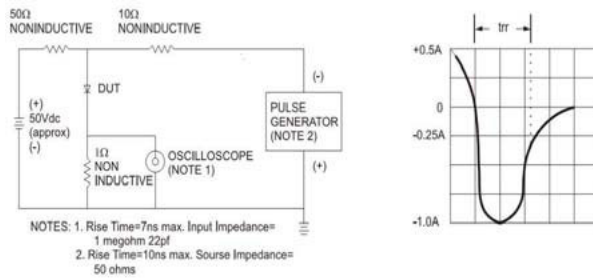 50Ω
NONINDUCTIVE
10Ω
NONINDUCTIVE
(+)
50Vdc
(approx)
(-)
DUT
1Ω
NON
INDUCTIVE
OSCILLOSCOPE
(NOTE 1)
(-)
PULSE
GENERATOR
(NOTE 2)
(+)
NOTES: 1. Rise Time=7ns max. Input Impedance=
1 megohm 22pf
2. Rise Time=10ns max. Sourse Impedance=
50 ohms
trr
+0.5A
0
-0.25A
-1.0A